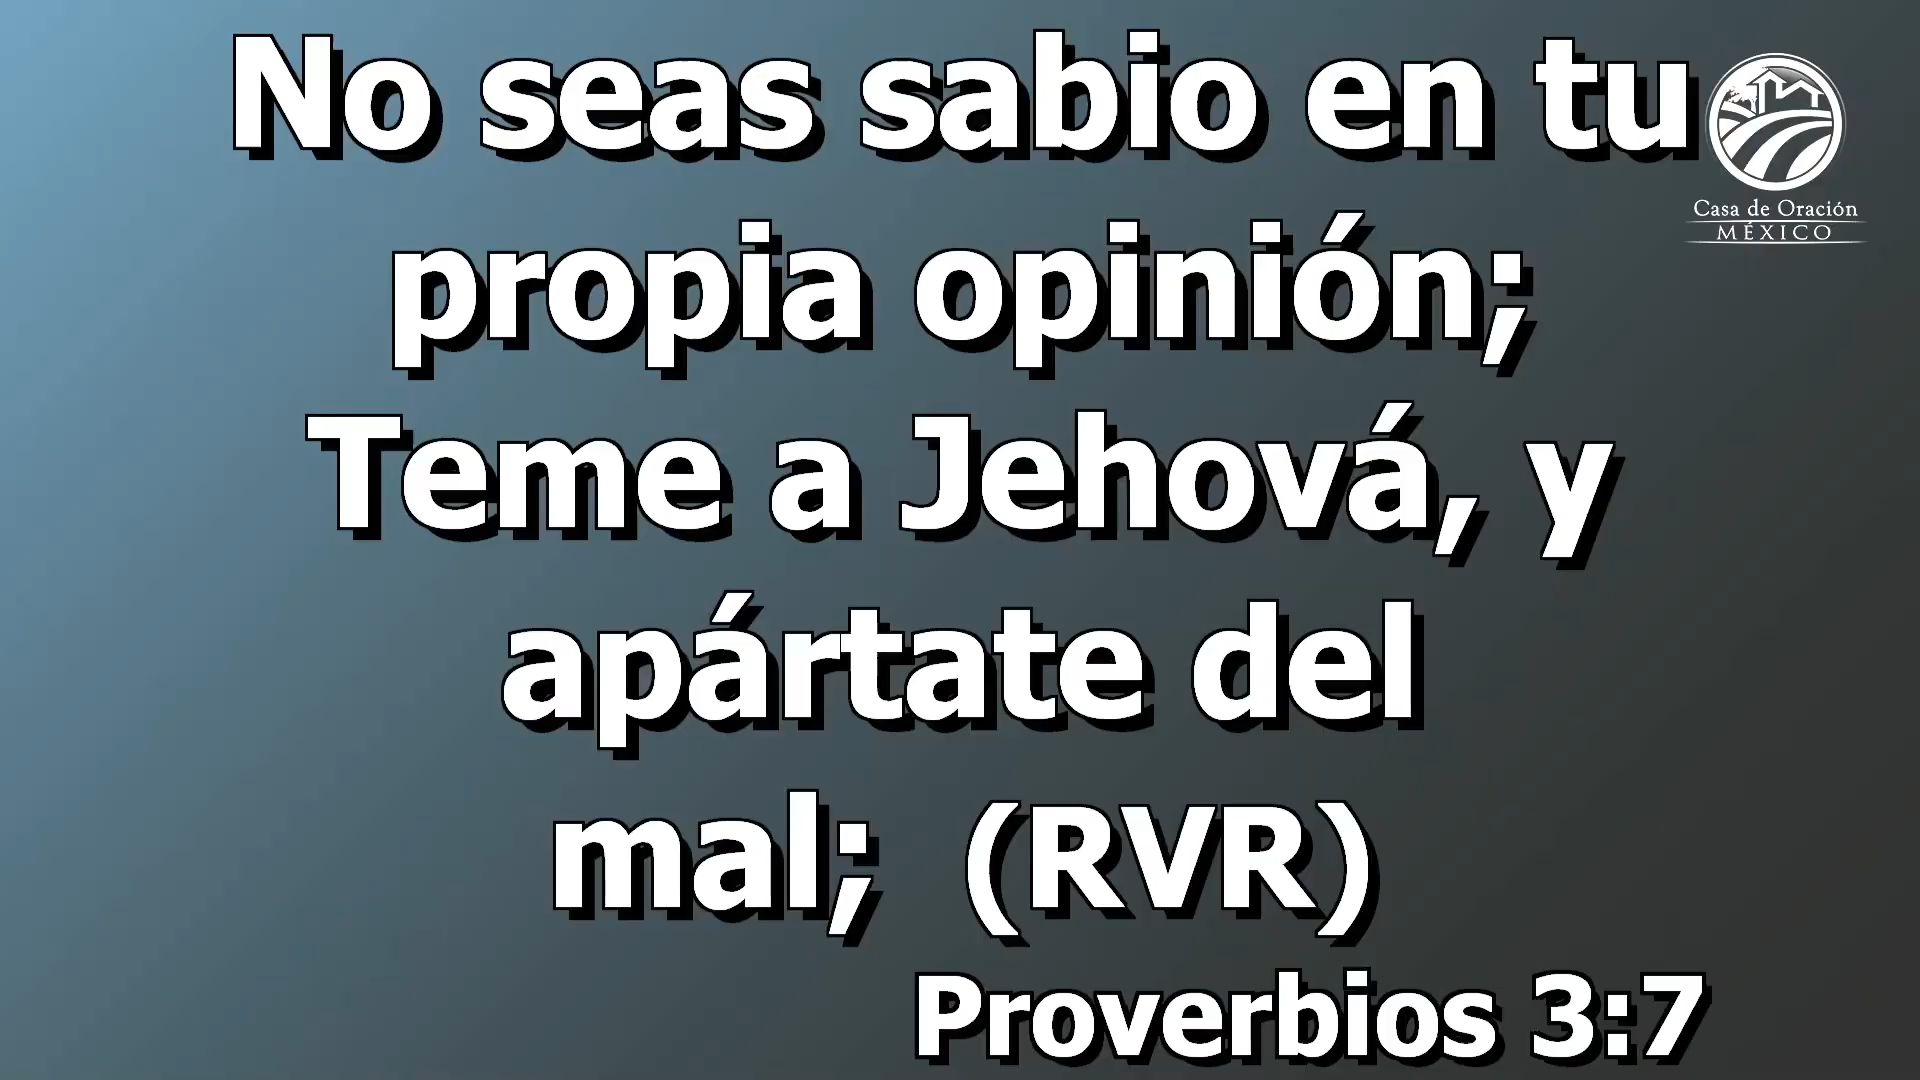 No seas sabio en tu
propia opinión;
Teme a Jehová, y
apártate del
mal;  (RVR)
Proverbios 3:7
Casa de Oración
MÉXICO